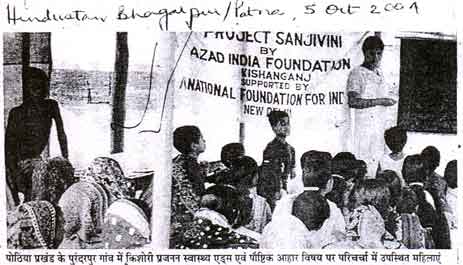 Hindustan Bhagalpur/Patna, 5 Oct 2004
PROJECT SANJIVINI
BY
AZAD INDIA FOUNDATION
KISHANGANJ
SUPPORTED BY
NATIONAL FOUNDATION FOR IND
NEW DELHI
पोठिया प्रखंड के पुरंदरपुर गांव में किशोरी प्रजनन स्वास्थ्य एड्स एवं पौष्टिक आहार विषय पर परिचर्चा में उपस्थित महिलाएं